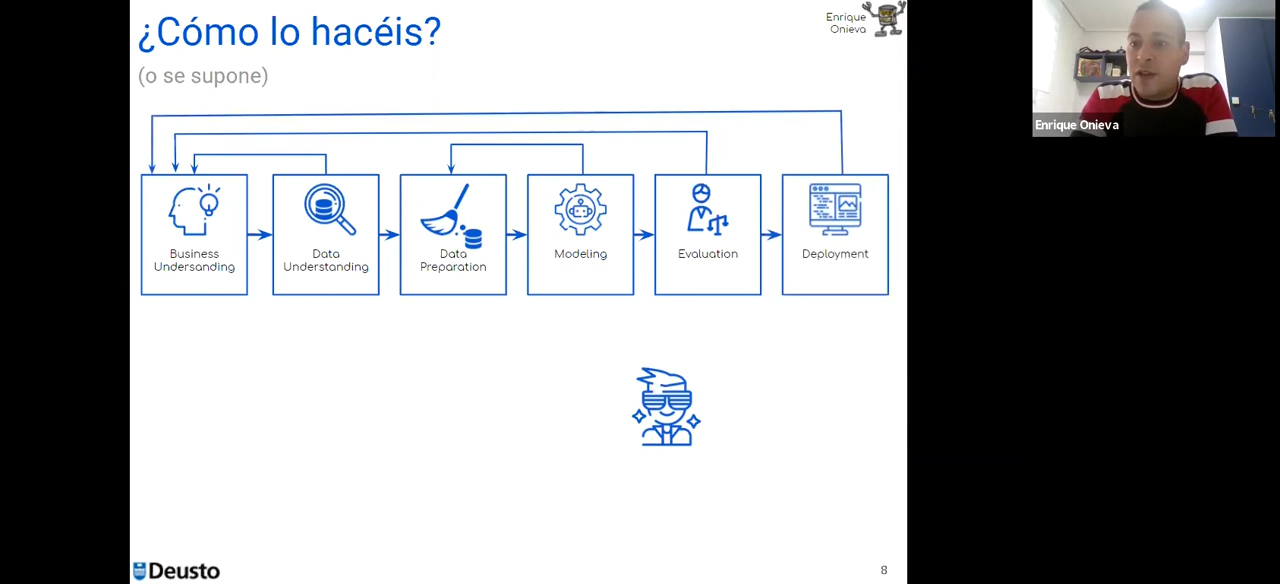 ¿Cómo lo hacéis?
(o se supone)
Enrique
Onieva
Enrique Onieva
Business
Undersanding
Data
Understanding
Data
Preparation
Modeling
Evaluation
Deployment
Deusto
8